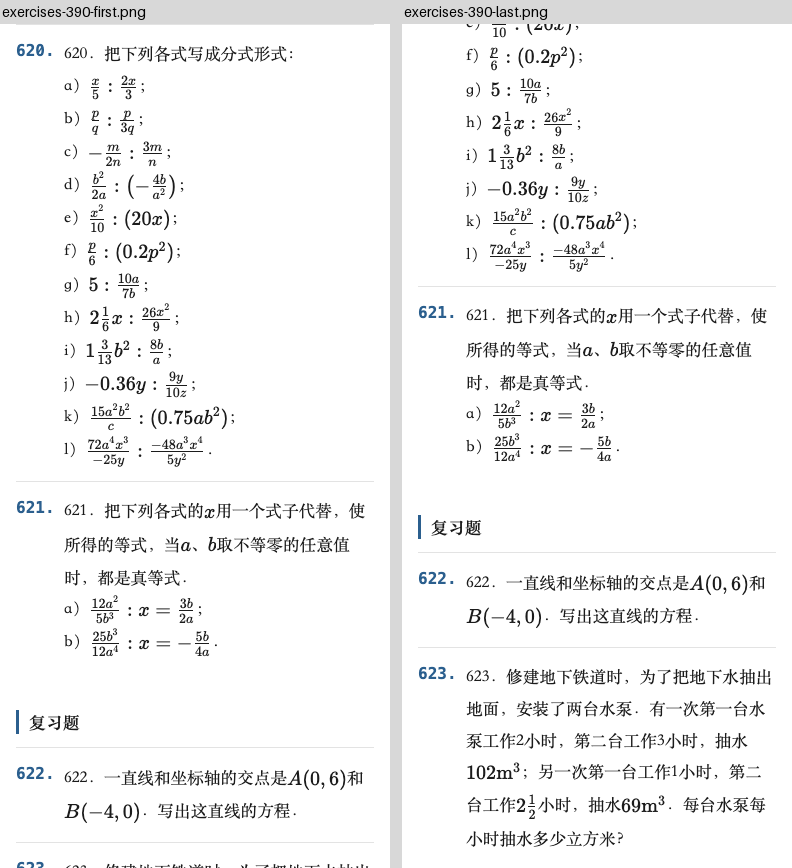 exercises-390-first.png
620. 620. 把下列各式写成分式形式:
a) x/5 : 2x/3;
b) p/q : p/3q;
c) −m/2n : 3m/n;
d) b²/2a : (−4b/a²);
e) x²/10 : (20x);
f) p/6 : (0.2p²);
g) 5 : 10a/7b;
h) 2 1/6 x : 26x²/9;
i) 1 3/13 b² : 8b/a;
j) −0.36y : 9y/10z;
k) 15a²b²/c : (0.75ab²);
l) 72a⁴x³/−25y : −48a³x⁴/5y².
621. 621. 把下列各式的x用一个式子代替，使
所得的等式，当a、b取不等零的任意值
时，都是真等式.
a) 12a²/5b³ : x = 3b/2a;
b) 25b³/12a⁴ : x = −5b/4a.
复习题
622. 622. 一直线和坐标轴的交点是A(0, 6)和
B(−4, 0). 写出这直线的方程.
exercises-390-last.png
f) p/6 : (0.2p²);
g) 5 : 10a/7b;
h) 2 1/6 x : 26x²/9;
i) 1 3/13 b² : 8b/a;
j) −0.36y : 9y/10z;
k) 15a²b²/c : (0.75ab²);
l) 72a⁴x³/−25y : −48a³x⁴/5y².
621. 621. 把下列各式的x用一个式子代替，使
所得的等式，当a、b取不等零的任意值
时，都是真等式.
a) 12a²/5b³ : x = 3b/2a;
b) 25b³/12a⁴ : x = −5b/4a.
复习题
622. 622. 一直线和坐标轴的交点是A(0, 6)和
B(−4, 0). 写出这直线的方程.
623. 623. 修建地下铁道时，为了把地下水抽出
地面，安装了两台水泵. 有一次第一台水
泵工作2小时，第二台工作3小时，抽水
102m³；另一次第一台工作1小时，第二
台工作2 1/2小时，抽水69m³. 每台水泵每
小时抽水多少立方米?